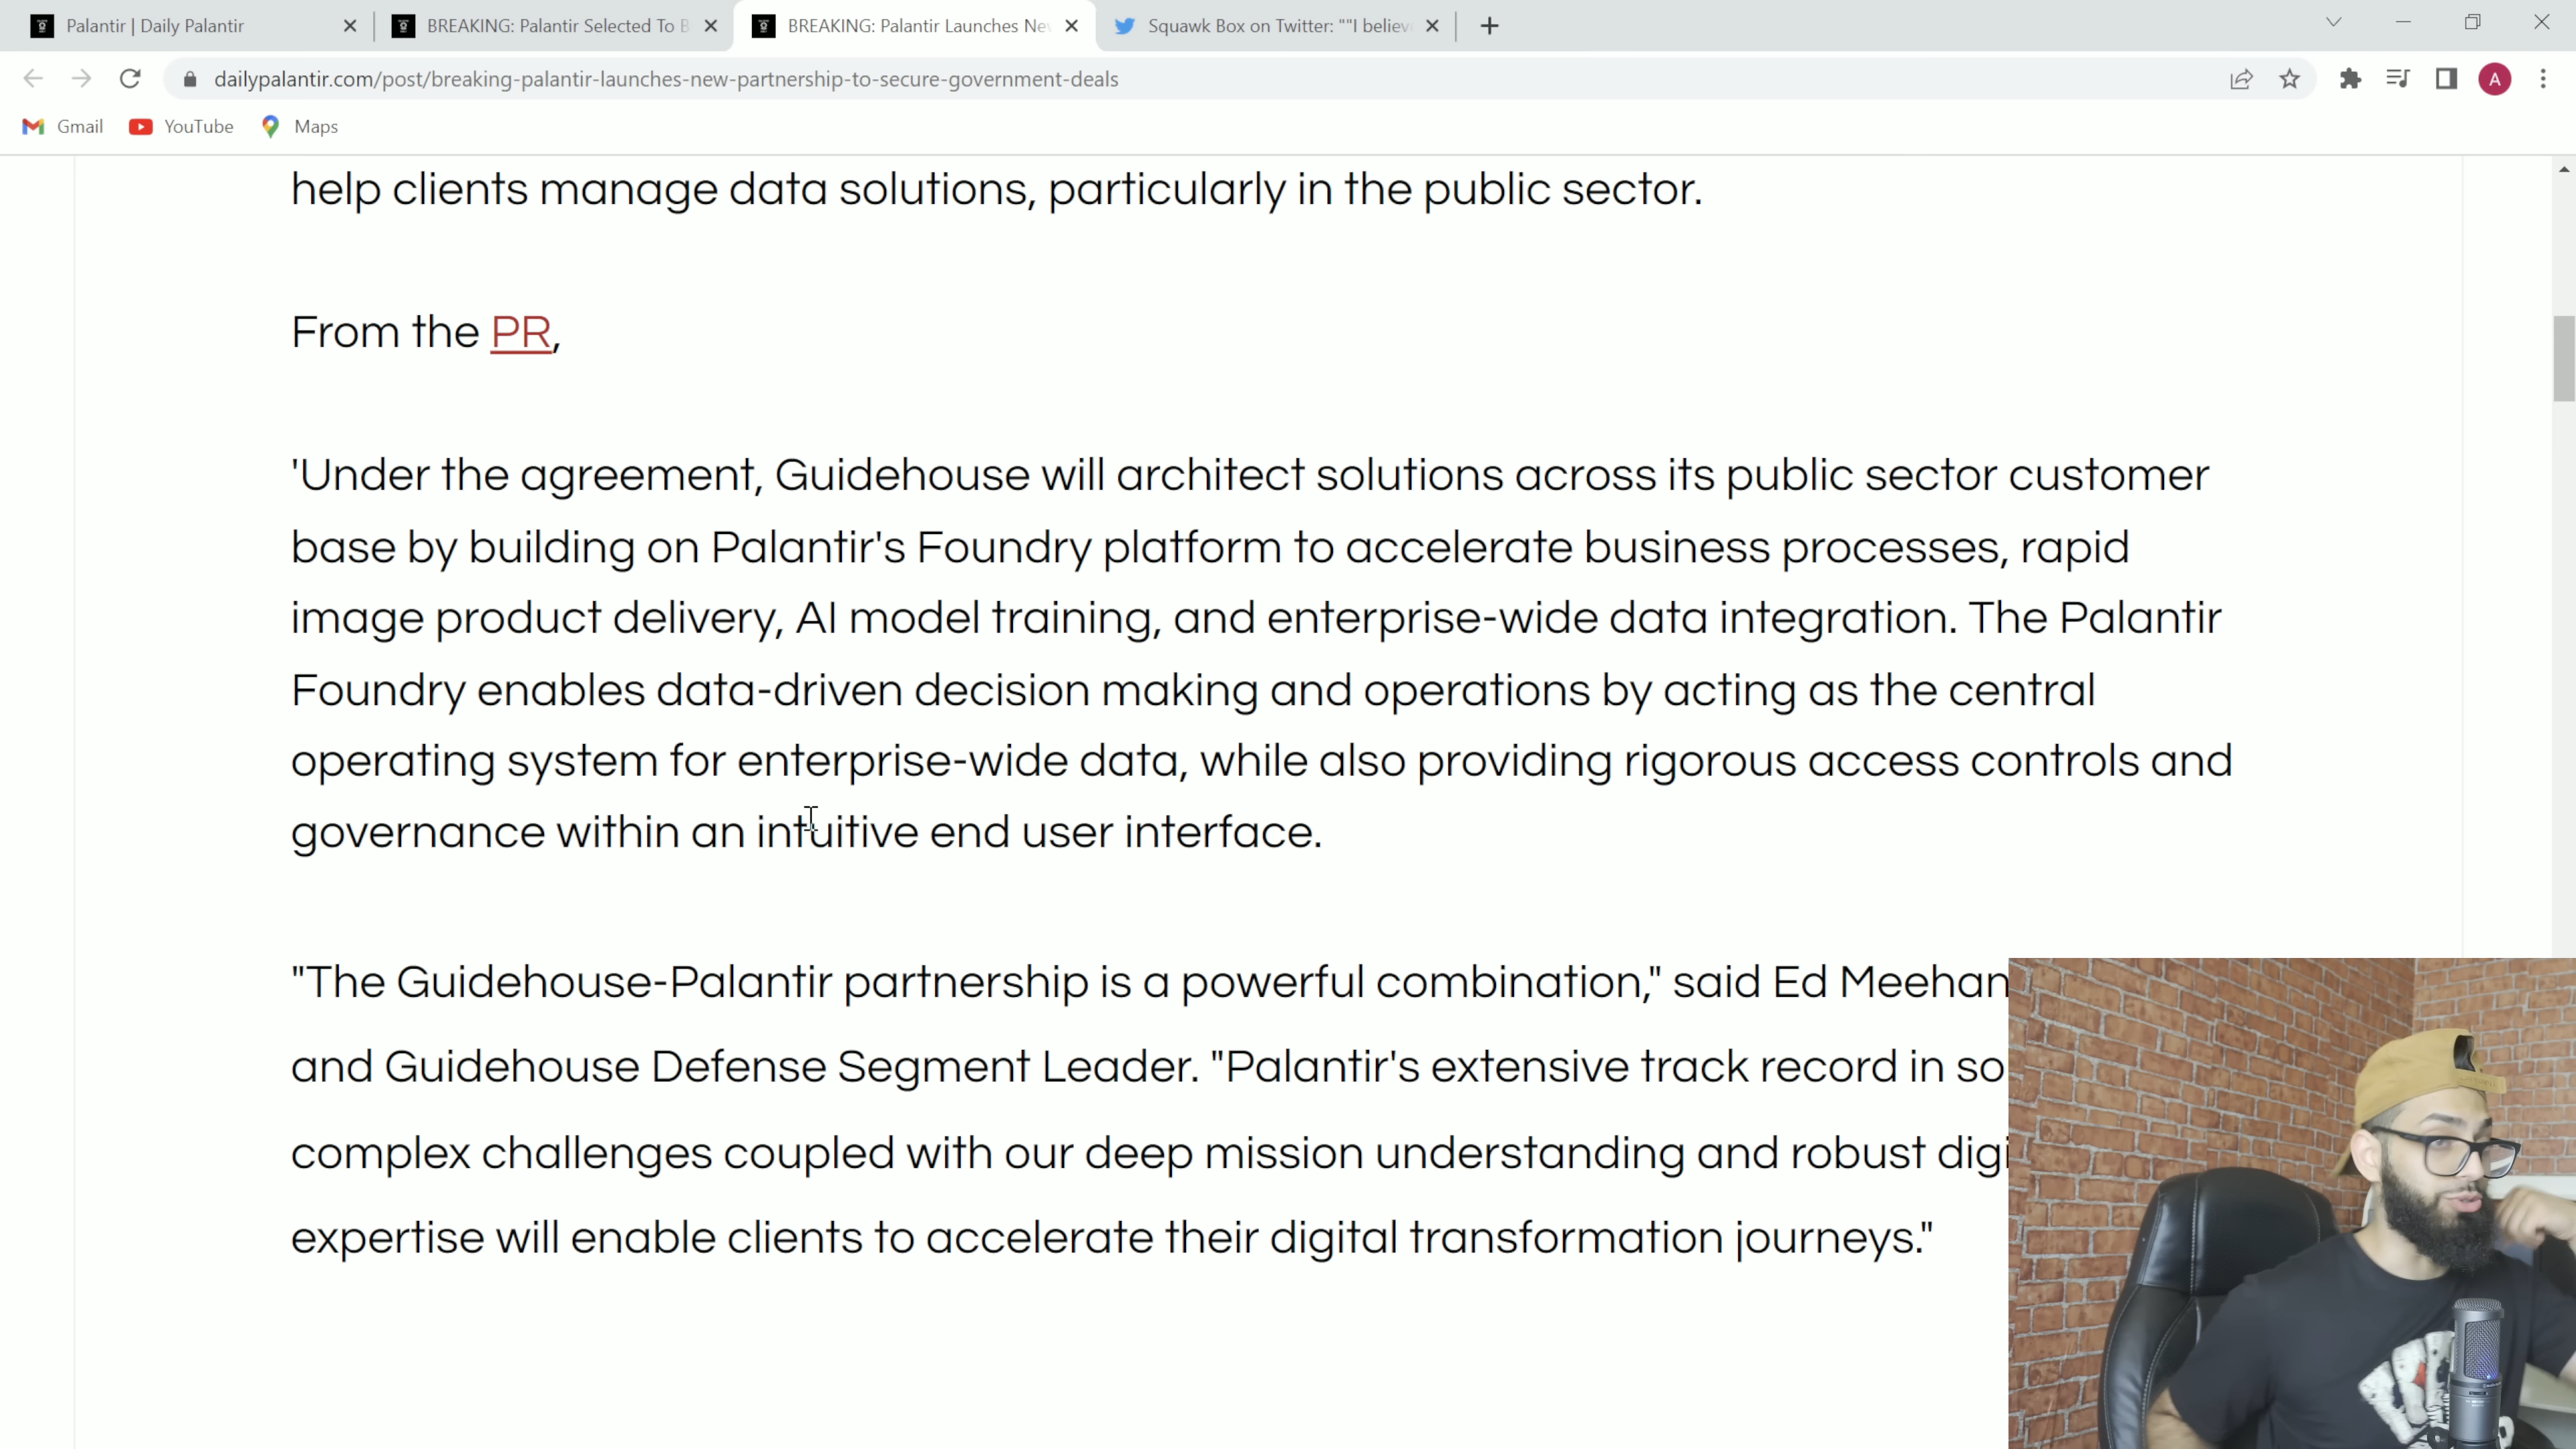 Palantir | Daily Palantir
BREAKING: Palantir Selected To B
BREAKING: Palantir Launches Nev
Squawk Box on Twitter: ""I believ
dailypalantir.com/post/breaking-palantir-launches-new-partnership-to-secure-government-deals
A
Gmail
YouTube
Maps
help clients manage data solutions, particularly in the public sector.
From the PR,
'Under the agreement, Guidehouse will architect solutions across its public sector customer
base by building on Palantir's Foundry platform to accelerate business processes, rapid
image product delivery, AI model training, and enterprise-wide data integration. The Palantir
Foundry enables data-driven decision making and operations by acting as the central
operating system for enterprise-wide data, while also providing rigorous access controls and
governance within an intuitive end user interface.
"The Guidehouse-Palantir partnership is a powerful combination," said Ed Meehan
and Guidehouse Defense Segment Leader. "Palantir's extensive track record in so
complex challenges coupled with our deep mission understanding and robust digi
expertise will enable clients to accelerate their digital transformation journeys."